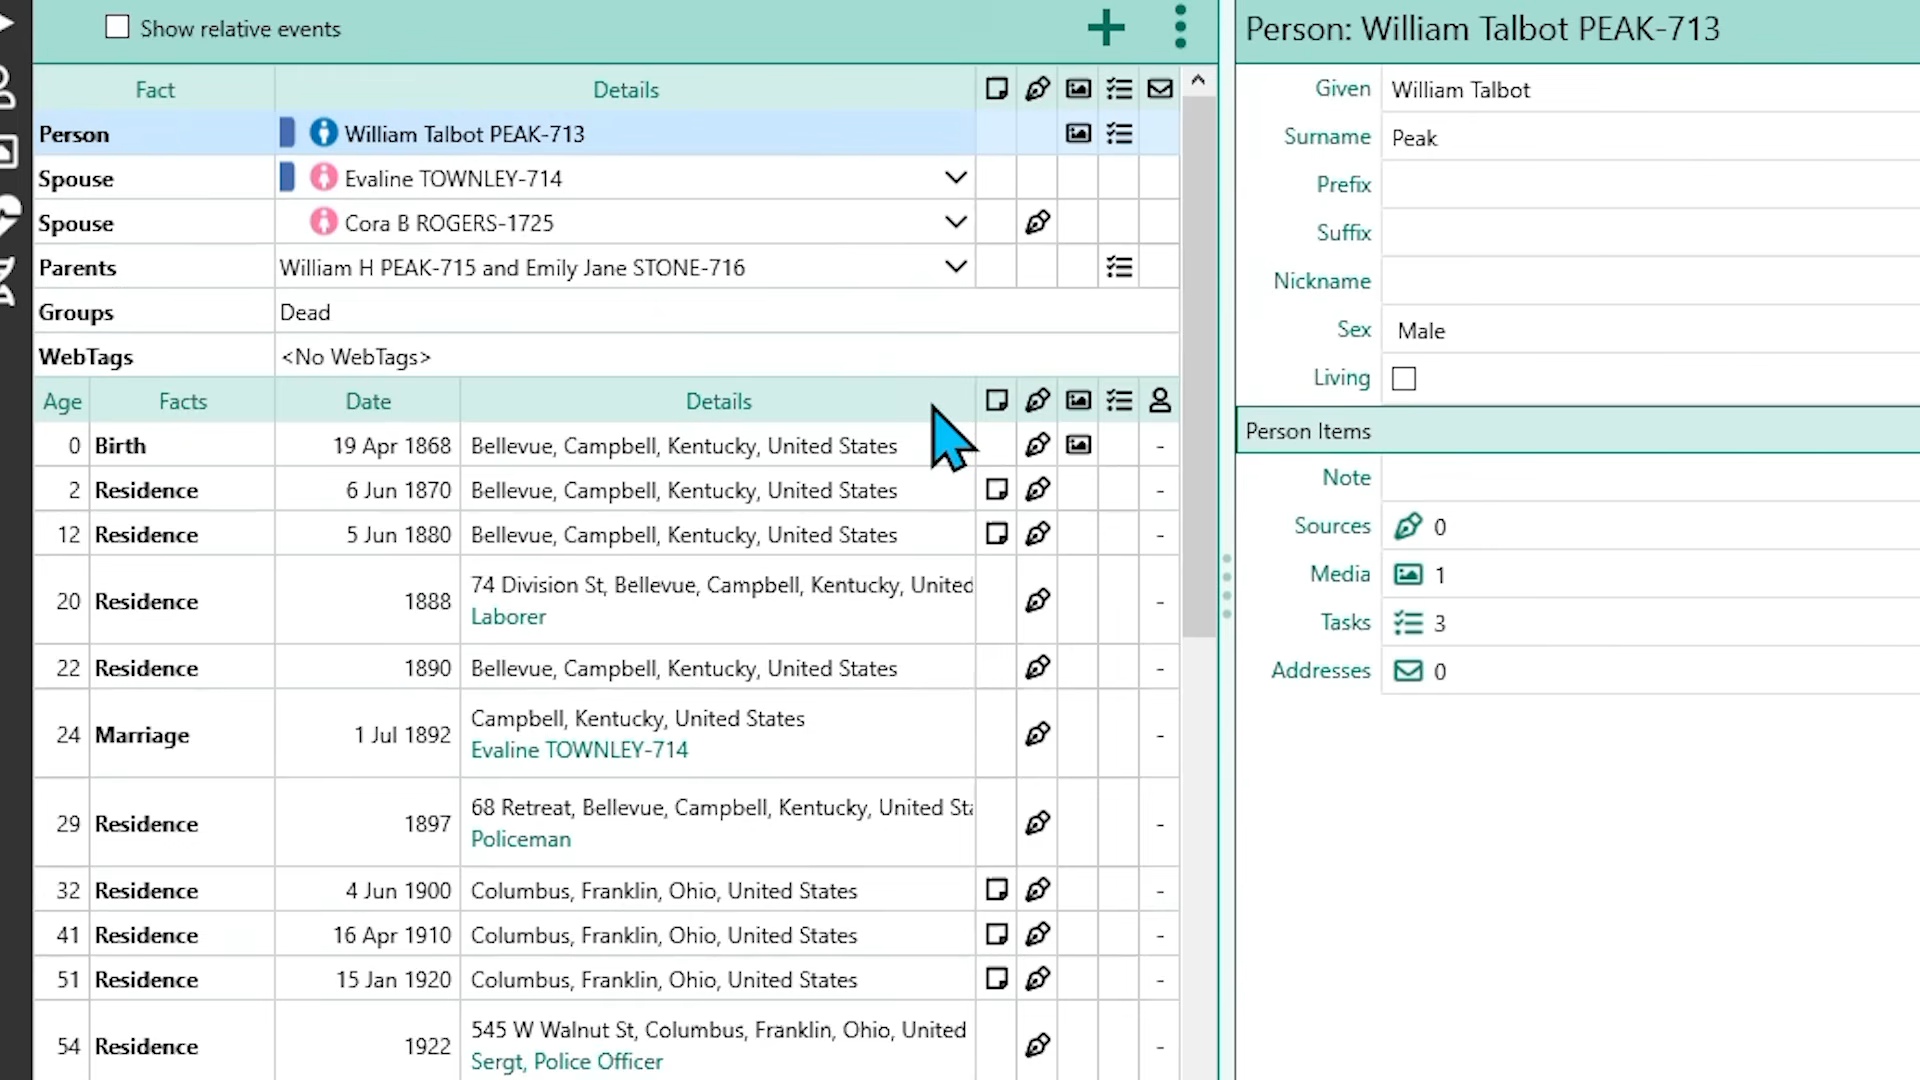 Show relative events
Fact Details
Person William Talbot PEAK-713
Spouse Evaline TOWNLEY-714
Spouse Cora B ROGERS-1725
Parents William H PEAK-715 and Emily Jane STONE-716
Groups Dead
WebTags <No WebTags>
Age Facts Date Details
0 Birth 19 Apr 1868 Bellevue, Campbell, Kentucky, United States -
2 Residence 6 Jun 1870 Bellevue, Campbell, Kentucky, United States -
12 Residence 5 Jun 1880 Bellevue, Campbell, Kentucky, United States -
20 Residence 1888 74 Division St, Bellevue, Campbell, Kentucky, United -
Laborer
22 Residence 1890 Bellevue, Campbell, Kentucky, United States -
24 Marriage 1 Jul 1892 Campbell, Kentucky, United States -
Evaline TOWNLEY-714
29 Residence 1897 68 Retreat, Bellevue, Campbell, Kentucky, United Sta -
Policeman
32 Residence 4 Jun 1900 Columbus, Franklin, Ohio, United States -
41 Residence 16 Apr 1910 Columbus, Franklin, Ohio, United States -
51 Residence 15 Jan 1920 Columbus, Franklin, Ohio, United States -
54 Residence 1922 545 W Walnut St, Columbus, Franklin, Ohio, United -
Sergt, Police Officer
Person: William Talbot PEAK-713
Given William Talbot
Surname Peak
Prefix
Suffix
Nickname
Sex Male
Living
Person Items
Note
Sources 0
Media 1
Tasks 3
Addresses 0